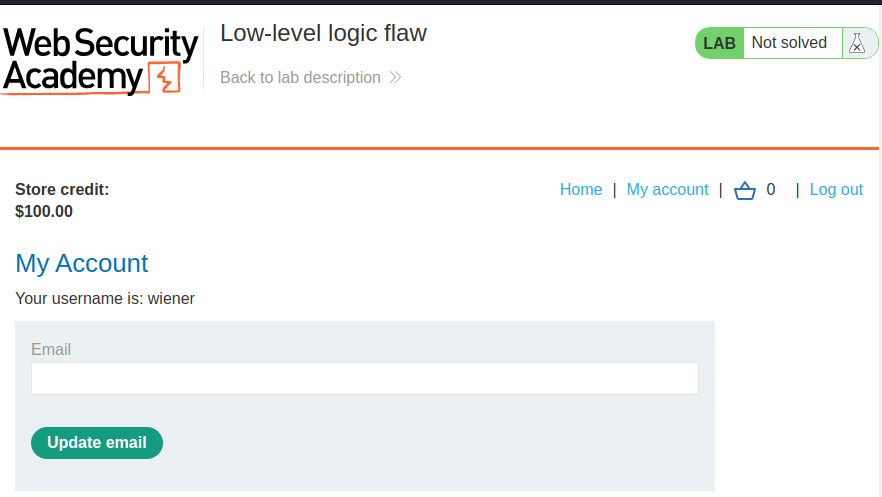 Web Security
Academy
Low-level logic flaw
Back to lab description
LAB Not solved
Store credit:
$100.00
Home | My account | 0 | Log out
My Account
Your username is: wiener
Email
Update email